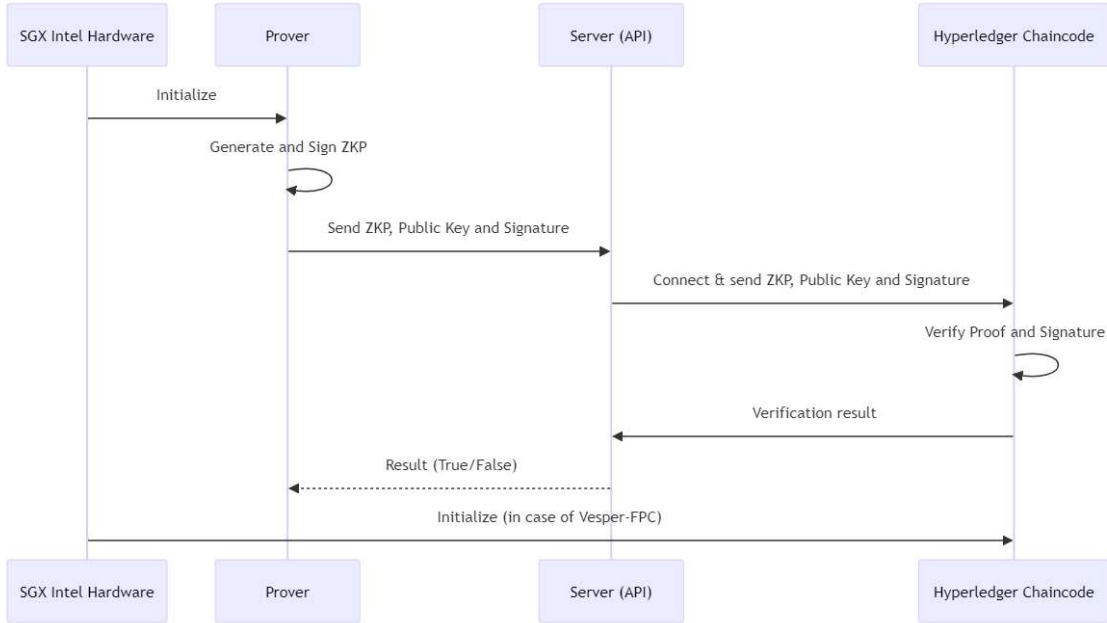 SGX Intel Hardware
Prover
Server (API)
Hyperledger Chaincode
Initialize
Generate and Sign ZKP
Send ZKP, Public Key and Signature
Connect & send ZKP, Public Key and Signature
Verify Proof and Signature
Verification result
Result (True/False)
Initialize (in case of Vesper-FPC)
SGX Intel Hardware
Prover
Server (API)
Hyperledger Chaincode